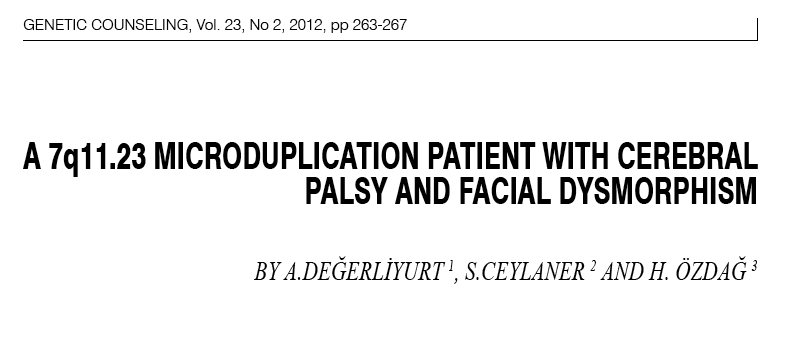 GENETIC COUNSELING, Vol. 23, No 2, 2012, pp 263-267
A 7q11.23 MICRODUPLICATION PATIENT WITH CEREBRAL
PALSY AND FACIAL DYSMORPHISM
BY A.DEĞERLİYURT 1, S.CEYLANER 2 AND H. ÖZDAĞ 3